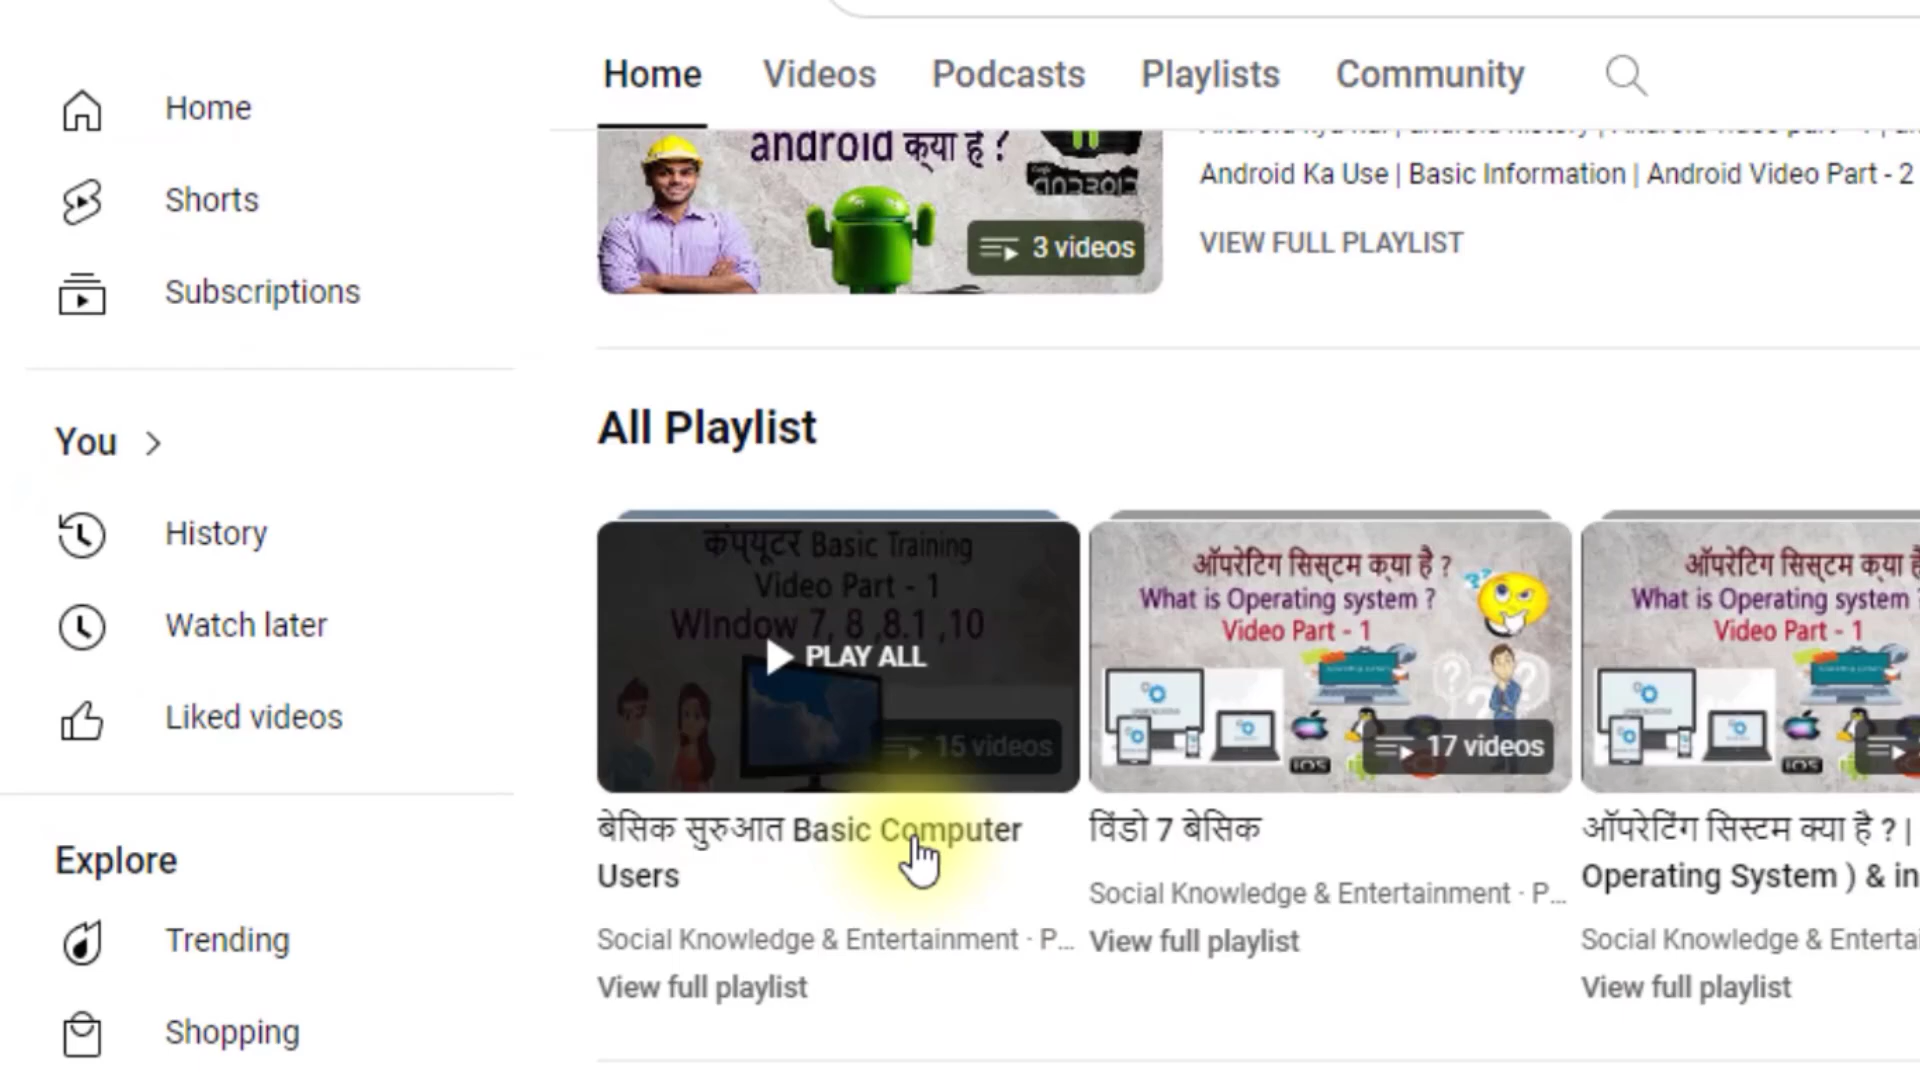 Home
Shorts
Subscriptions
You
History
Watch later
Liked videos
Explore
Trending
Shopping
Home Videos Podcasts Playlists Community
android क्या है ?
android
3 videos
Android Ka Use | Basic Information | Android Video Part - 2
VIEW FULL PLAYLIST
All Playlist
कंप्यूटर Basic Training
Video Part - 1
WIndow 7, 8 ,8.1 ,10
PLAY ALL
15 videos
बेसिक सुरुआत Basic Computer
Users
Social Knowledge & Entertainment · P...
View full playlist
ऑपरेटिग सिस्टम क्या है ?
What is Operating system ?
Video Part - 1
iOS
17 videos
विंडो 7 बेसिक
Social Knowledge & Entertainment · P...
View full playlist
ऑपरेटिग सिस्टम क्या है
What is Operating system ?
Video Part - 1
iOS
ऑपरेटिंग सिस्टम क्या है ? |
Operating System ) & in
Social Knowledge & Enterta
View full playlist